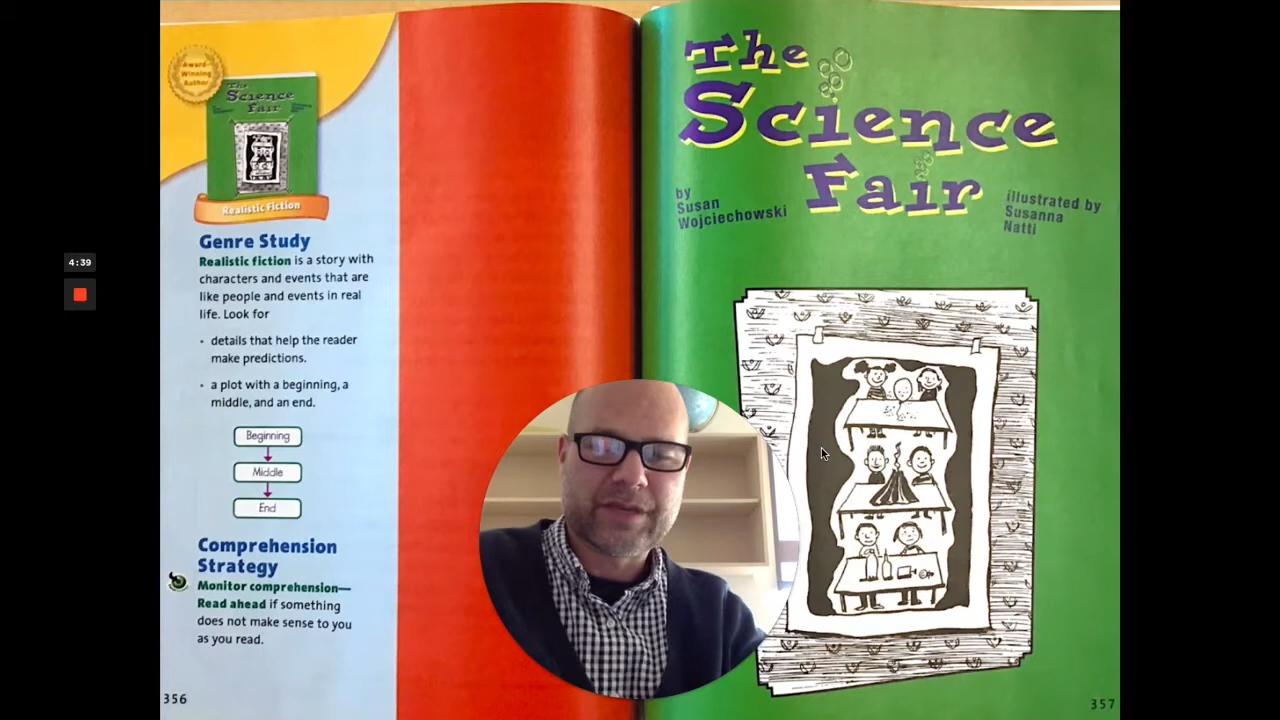 4:39
Award-
Winning
Author
The
Science
Fair
Realistic Fiction
Genre Study
Realistic fiction is a story with
characters and events that are
like people and events in real
life. Look for
• details that help the reader
make predictions.
• a plot with a beginning, a
middle, and an end.
Beginning
Middle
End
Comprehension
Strategy
Monitor comprehension—
Read ahead if something
does not make sense to you
as you read.
356
The
Science
Fair
by
Susan
Wojciechowski
illustrated by
Susanna
Natti
357